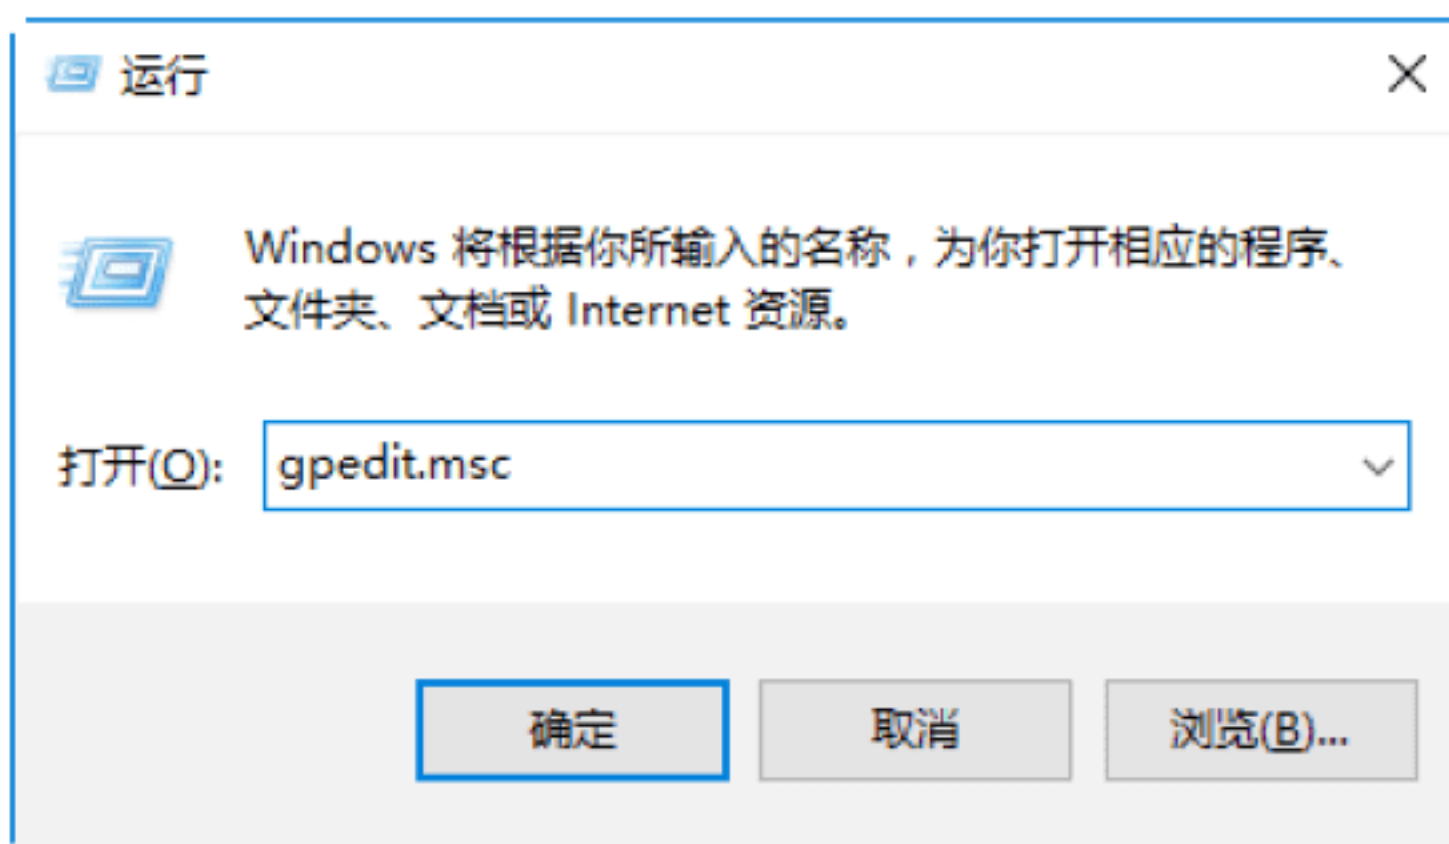 运行
Windows 将根据你所输入的名称，为你打开相应的程序、
文件夹、文档或 Internet 资源。
打开(O): gpedit.msc
确定 取消 浏览(B)...